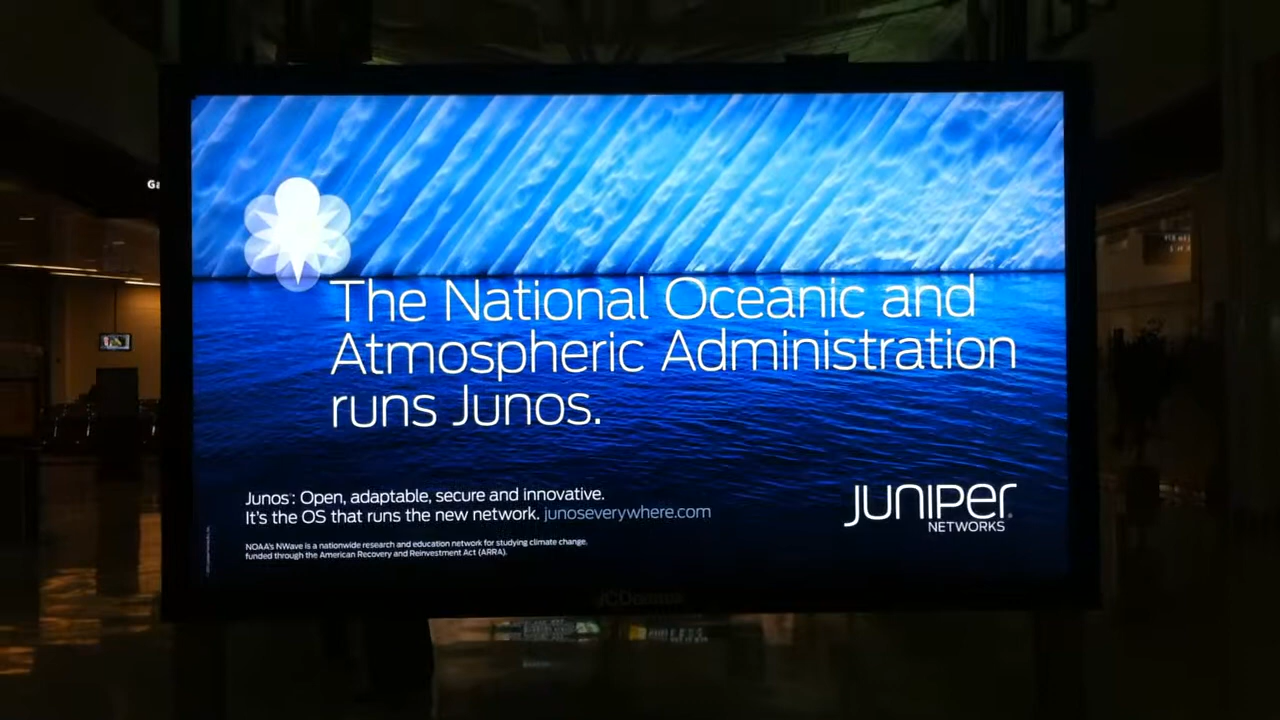 Ga
The National Oceanic and
Atmospheric Administration
runs Junos.
Junos: Open, adaptable, secure and innovative.
It's the OS that runs the new network. junoseverywhere.com
NOAA's NWave is a nationwide research and education network for studying climate change,
funded through the American Recovery and Reinvestment Act (ARRA).
JUNIPEr
NETWORKS
JCDecaux